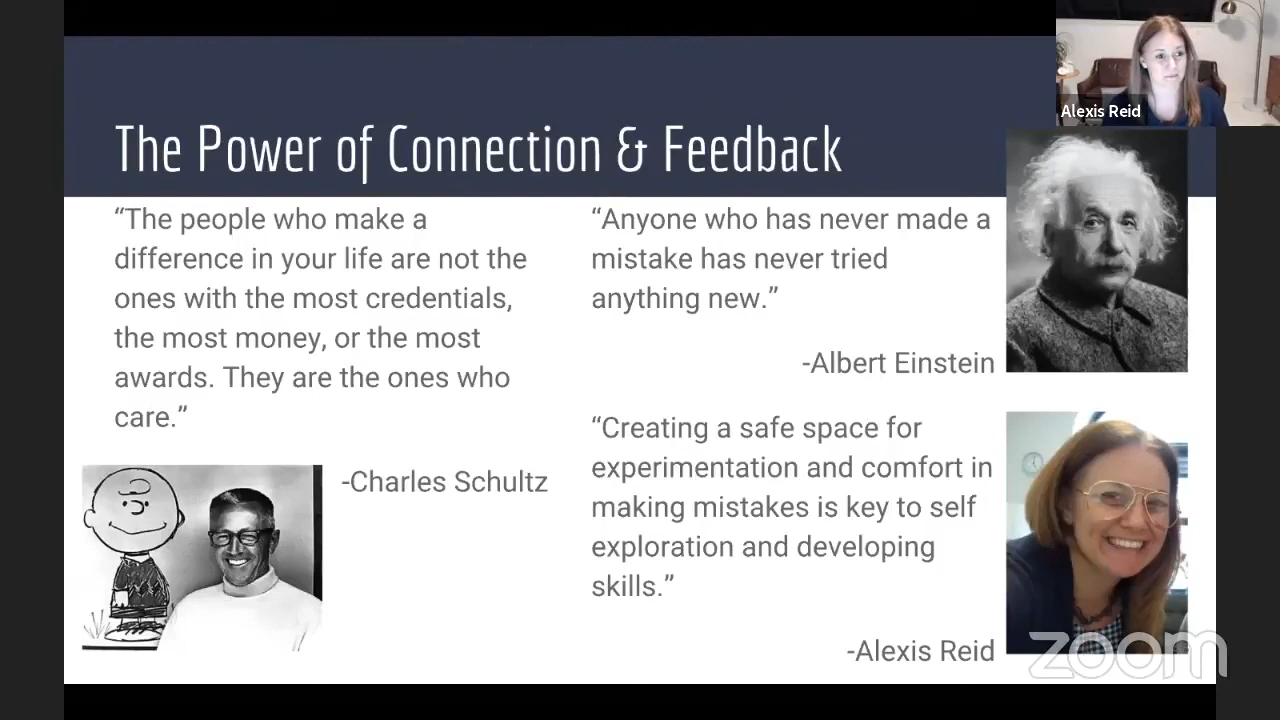 The Power of Connection & Feedback
Alexis Reid
“The people who make a
difference in your life are not the
ones with the most credentials,
the most money, or the most
awards. They are the ones who
care.”
-Charles Schultz
“Anyone who has never made a
mistake has never tried
anything new.”
-Albert Einstein
“Creating a safe space for
experimentation and comfort in
making mistakes is key to self
exploration and developing
skills.”
-Alexis Reid
zoom